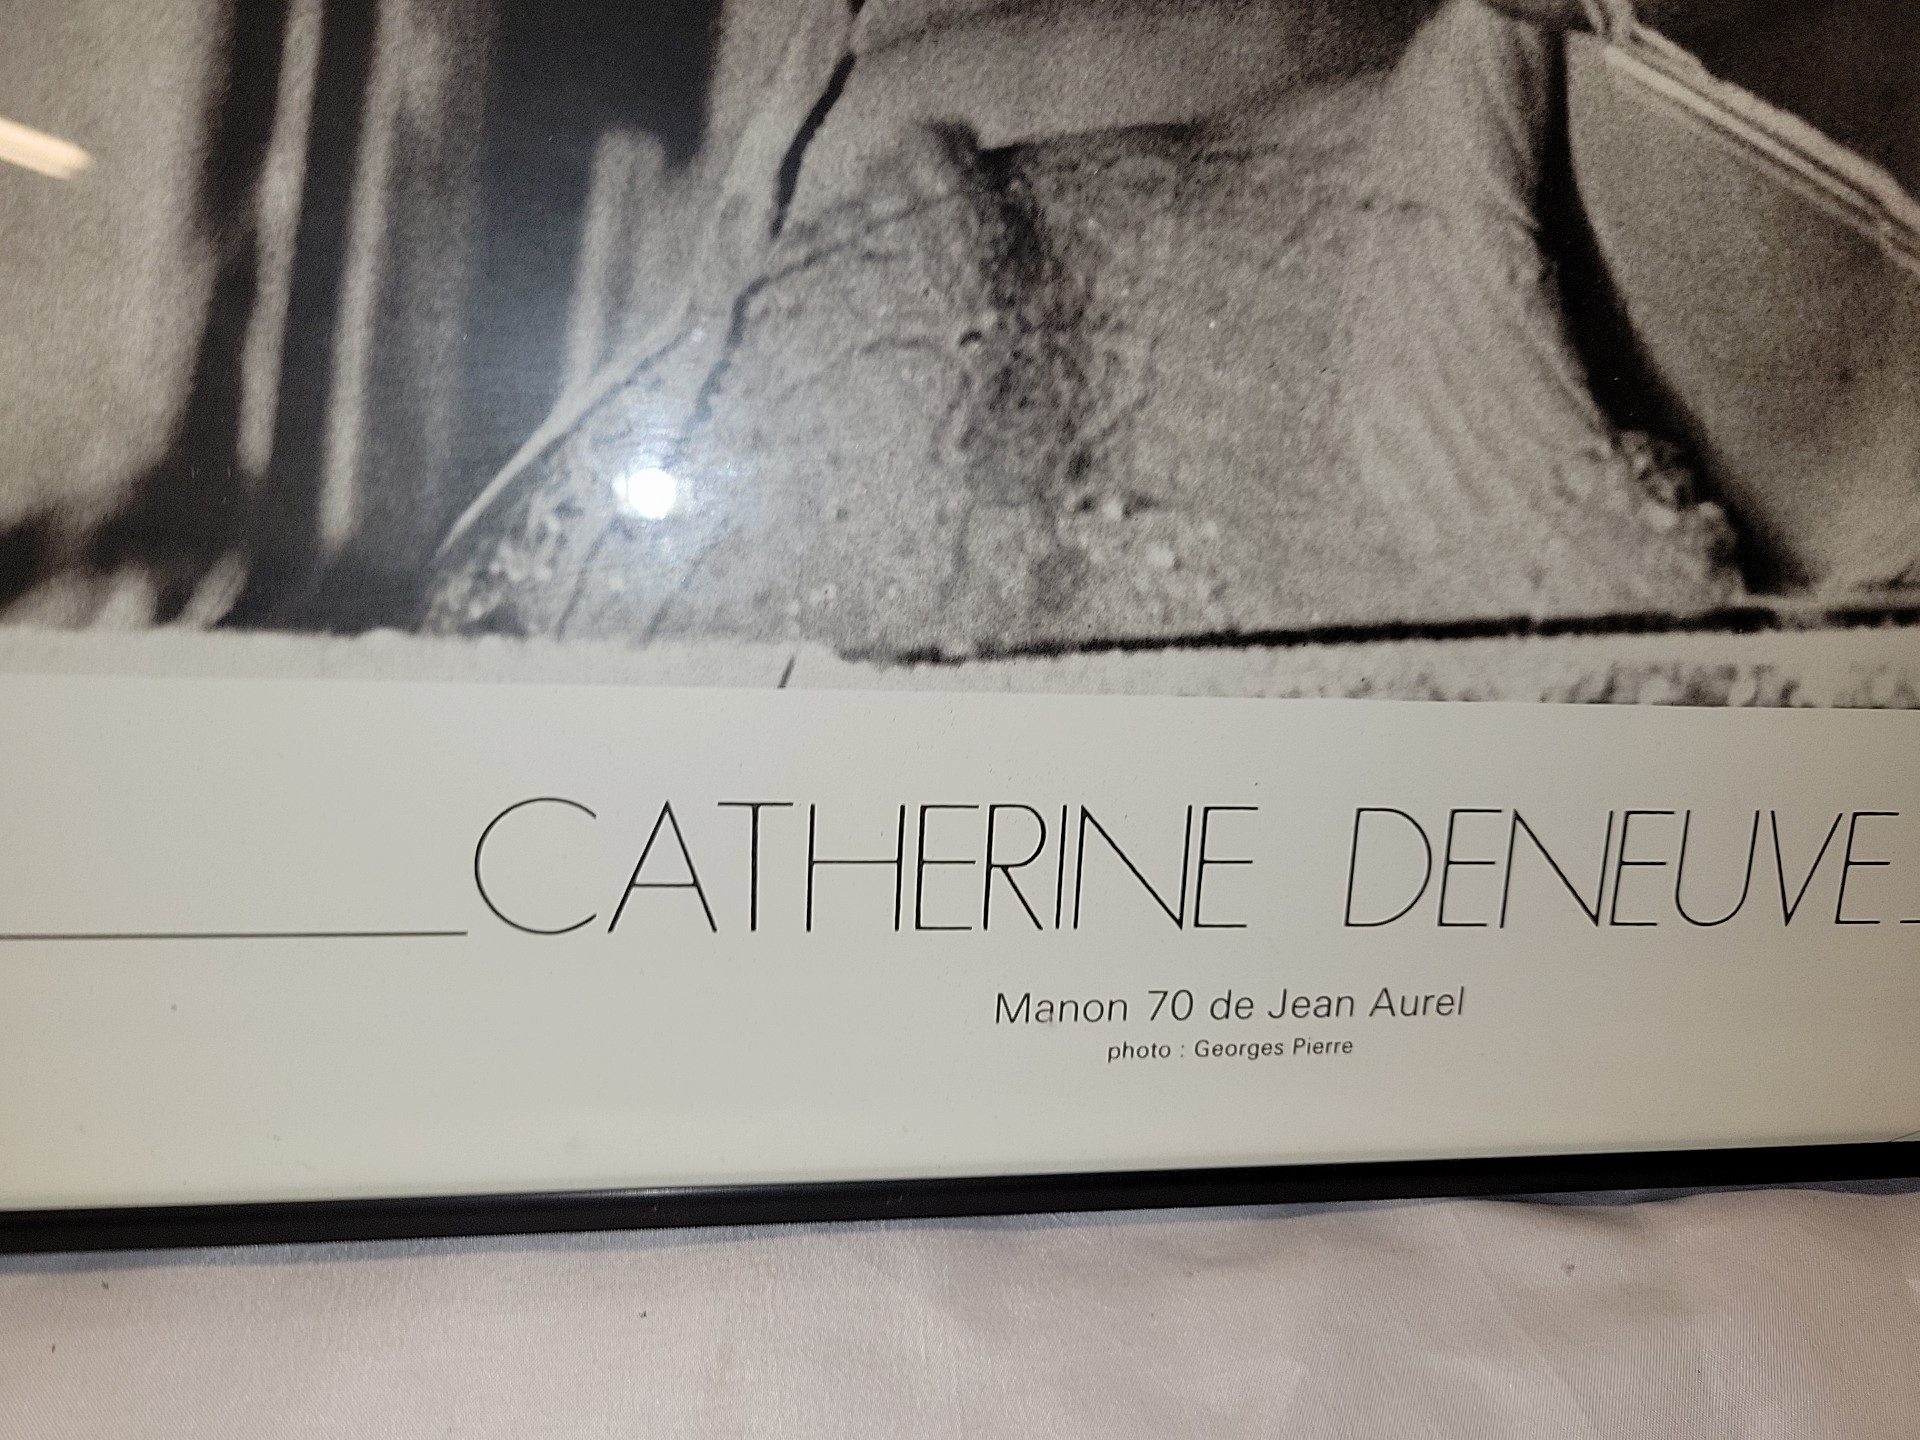 CATHERINE DENEUVE
Manon 70 de Jean Aurel
photo : Georges Pierre